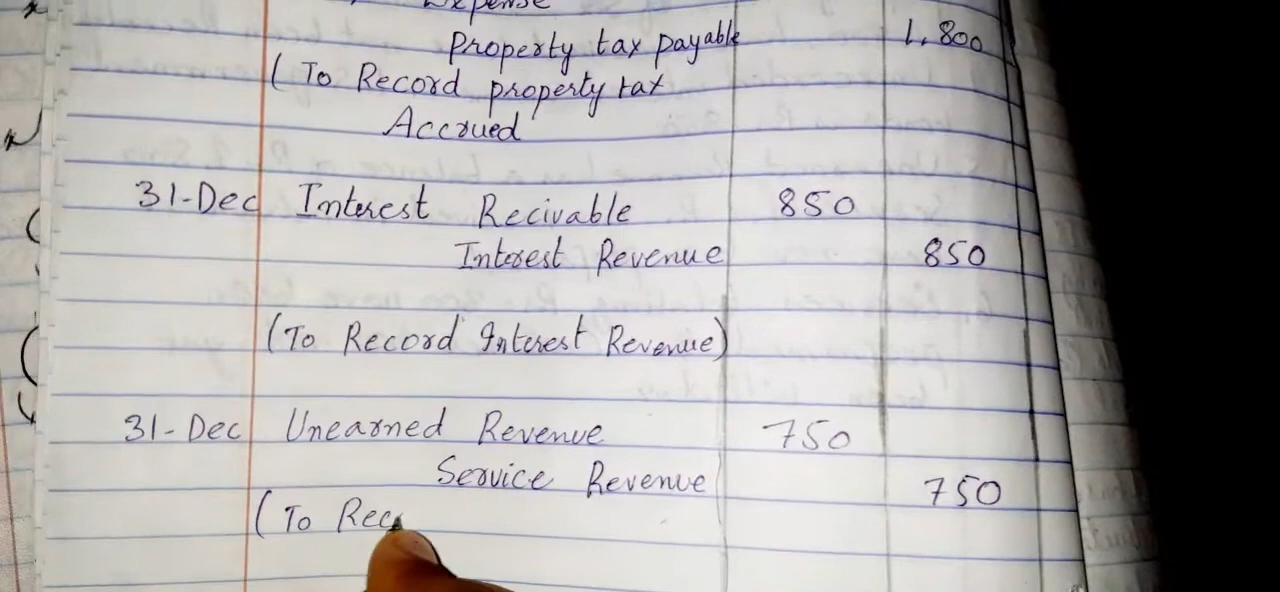 Expense
Property tax payable 1,800
( To Record property tax
Accrued
31-Dec Interest Recivable 850
Interest Revenue 850
(To Record Interest Revenue)
31-Dec Unearned Revenue 750
Service Revenue 750
( To Rec